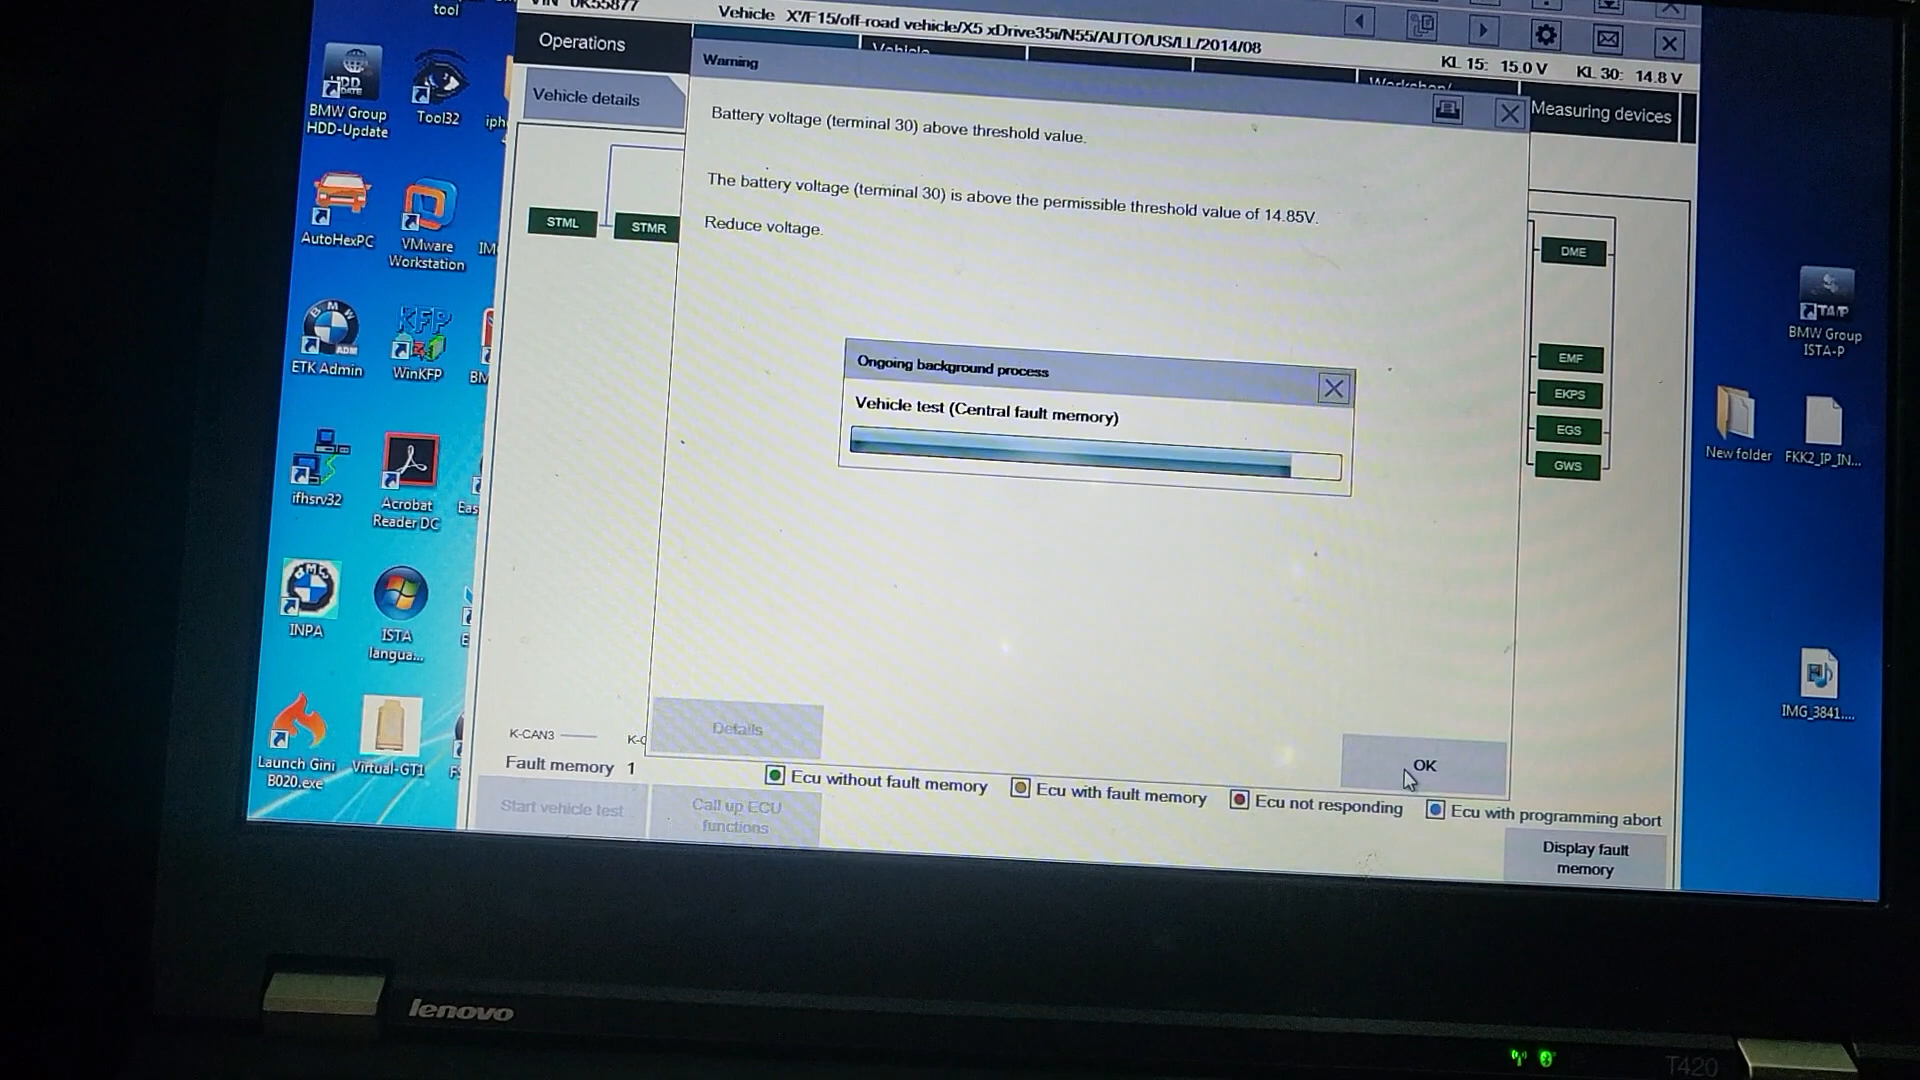 tool
VIN 0K55877
Vehicle X'/F15/off-road vehicle/X5 xDrive35i/N55/AUTO/US/LL/2014/08
KL 15: 15.0 V KL 30: 14.8 V
Operations
Vehicle
Workshop/
Measuring devices
Vehicle details
Warning
Battery voltage (terminal 30) above threshold value.
The battery voltage (terminal 30) is above the permissible threshold value of 14.85V.
Reduce voltage.
STML
STMR
Ongoing background process
Vehicle test (Central fault memory)
DME
EMF
EKPS
EGS
GWS
Details
OK
K-CAN3
Fault memory 1
Ecu without fault memory
Ecu with fault memory
Ecu not responding
Ecu with programming abort
Start vehicle test
Call up ECU
functions
Display fault
memory
BMW Group
HDD-Update
Tool32
AutoHexPC
VMware
Workstation
ETK Admin
KFP
WinKFP
ifhsrv32
Acrobat
Reader DC
INPA
ISTA
langua...
Launch Gini
B020.exe
Virtual-GT1
BMW Group
ISTA-P
New folder
FKK2_IP_IN...
IMG_3841....
lenovo
T420